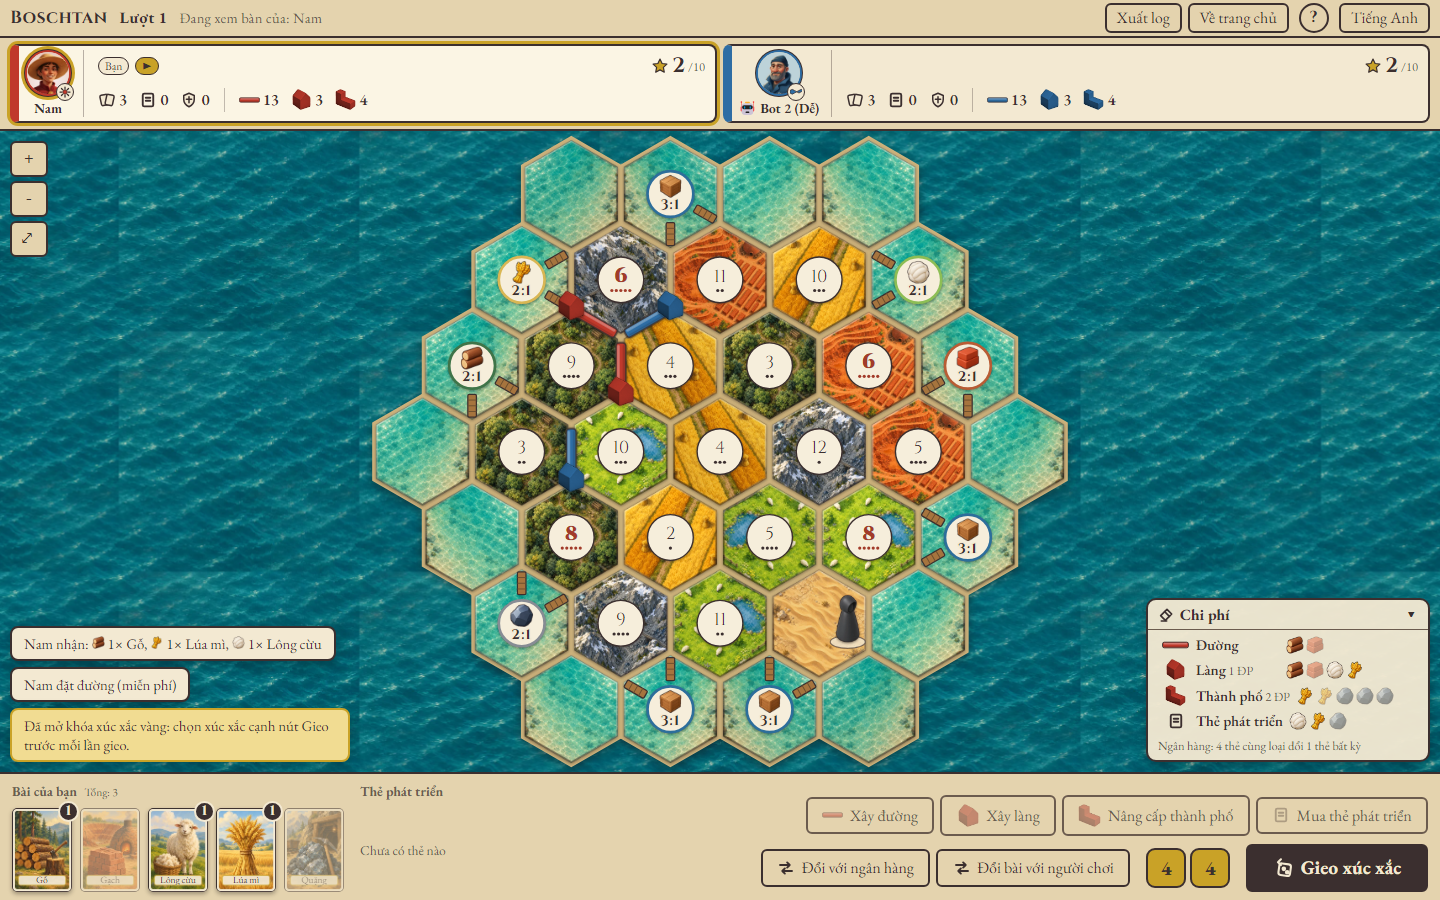 BOSCHTAN Lượt 1 Đang xem bàn của: Nam
Xuất log Về trang chủ ? Tiếng Anh
Nam
Bạn
3 0 0 13 3 4
2 /10
Bot 2 (Dễ)
3 0 0 13 3 4
2 /10
+
-
3:1
2:1 6 11 10 2:1
2:1 9 4 3 6 2:1
3 10 4 12 5
8 2 5 8 3:1
2:1 9 11
3:1 3:1
Nam nhận: 1× Gỗ, 1× Lúa mì, 1× Lông cừu
Nam đặt đường (miễn phí)
Đã mở khóa xúc xắc vàng: chọn xúc xắc cạnh nút Gieo
trước mỗi lần gieo.
Chi phí
Đường
Làng 1 ĐP
Thành phố 2 ĐP
Thẻ phát triển
Ngân hàng: 4 thẻ cùng loại đổi 1 thẻ bất kỳ
Bài của bạn Tổng: 3
1 1 1
Gỗ Gạch Lông cừu Lúa mì Quặng
Thẻ phát triển
Chưa có thẻ nào
Xây đường Xây làng Nâng cấp thành phố Mua thẻ phát triển
Đổi với ngân hàng Đổi bài với người chơi 4 4 Gieo xúc xắc